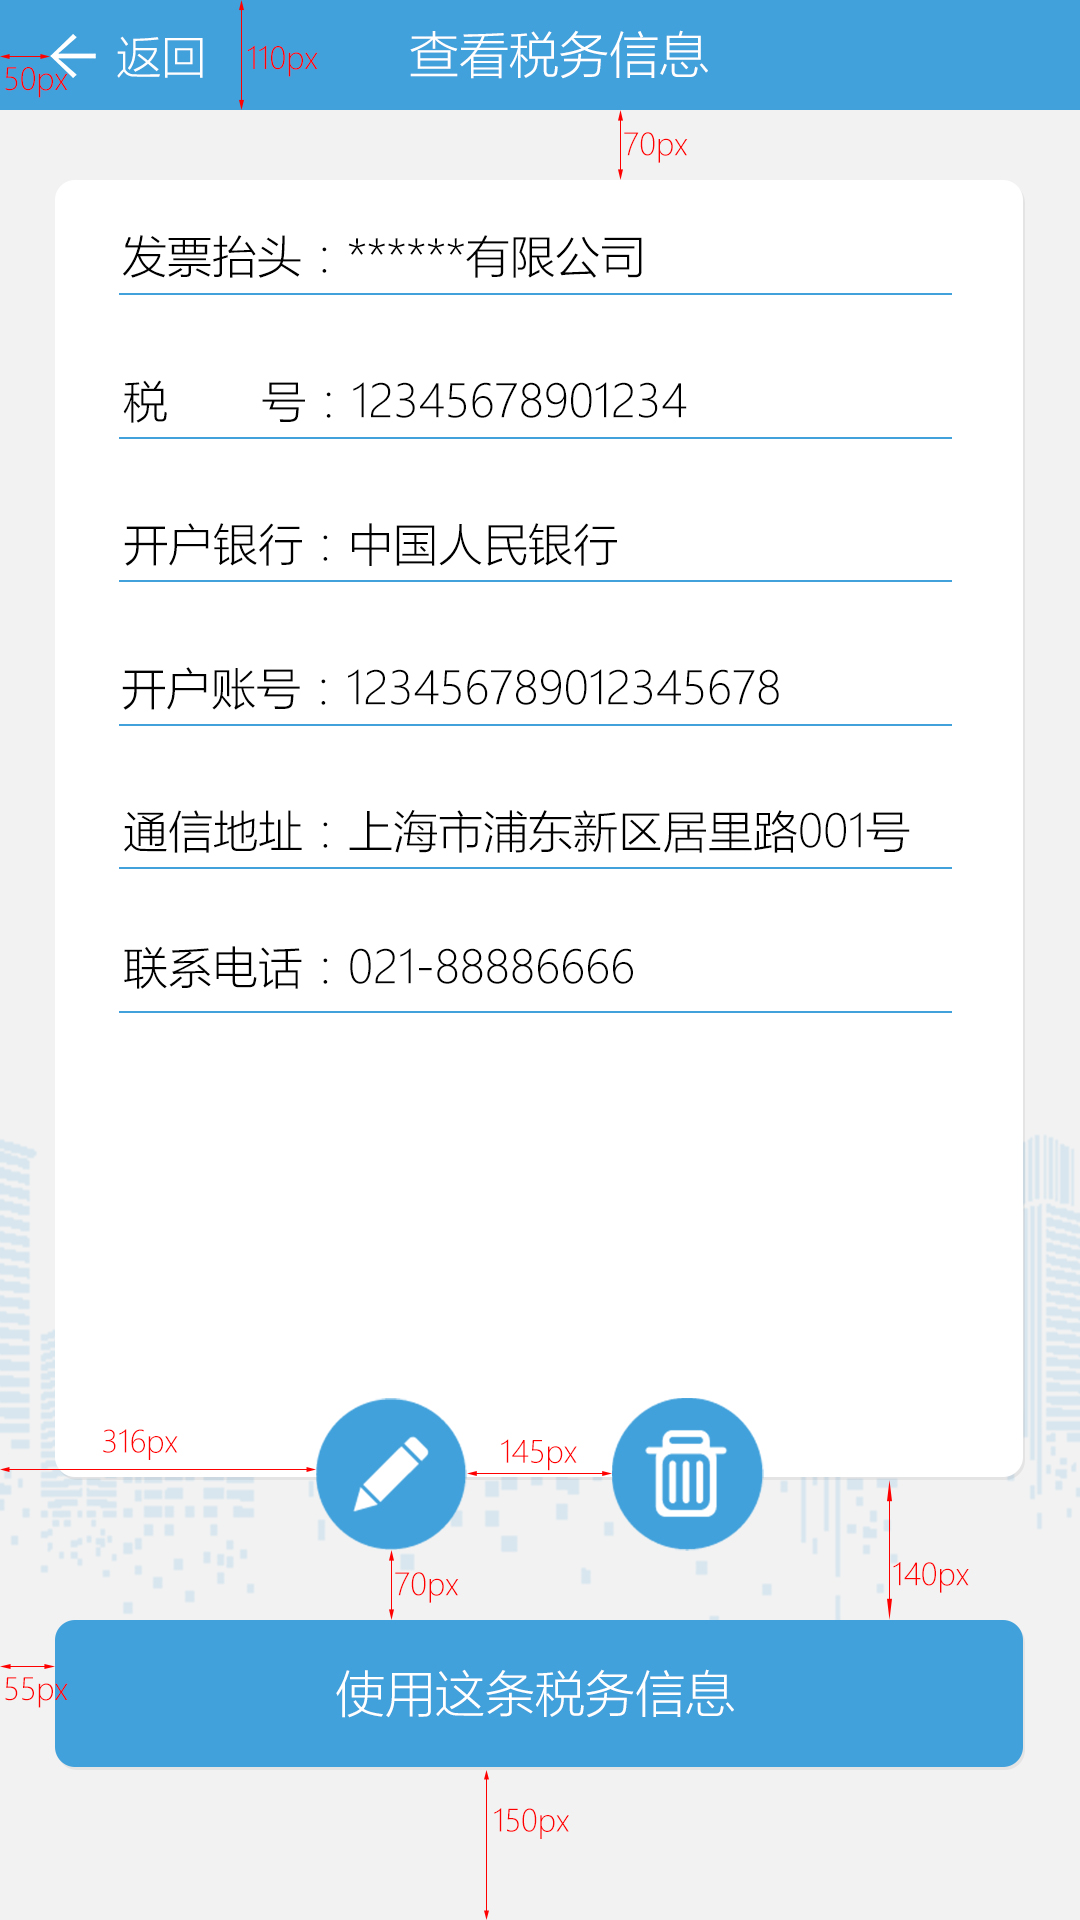 返回
110px
查看税务信息
50px
70px
发票抬头：******有限公司
税　　号：12345678901234
开户银行：中国人民银行
开户账号：123456789012345678
通信地址：上海市浦东新区居里路001号
联系电话：021-88886666
316px
145px
70px
140px
使用这条税务信息
55px
150px